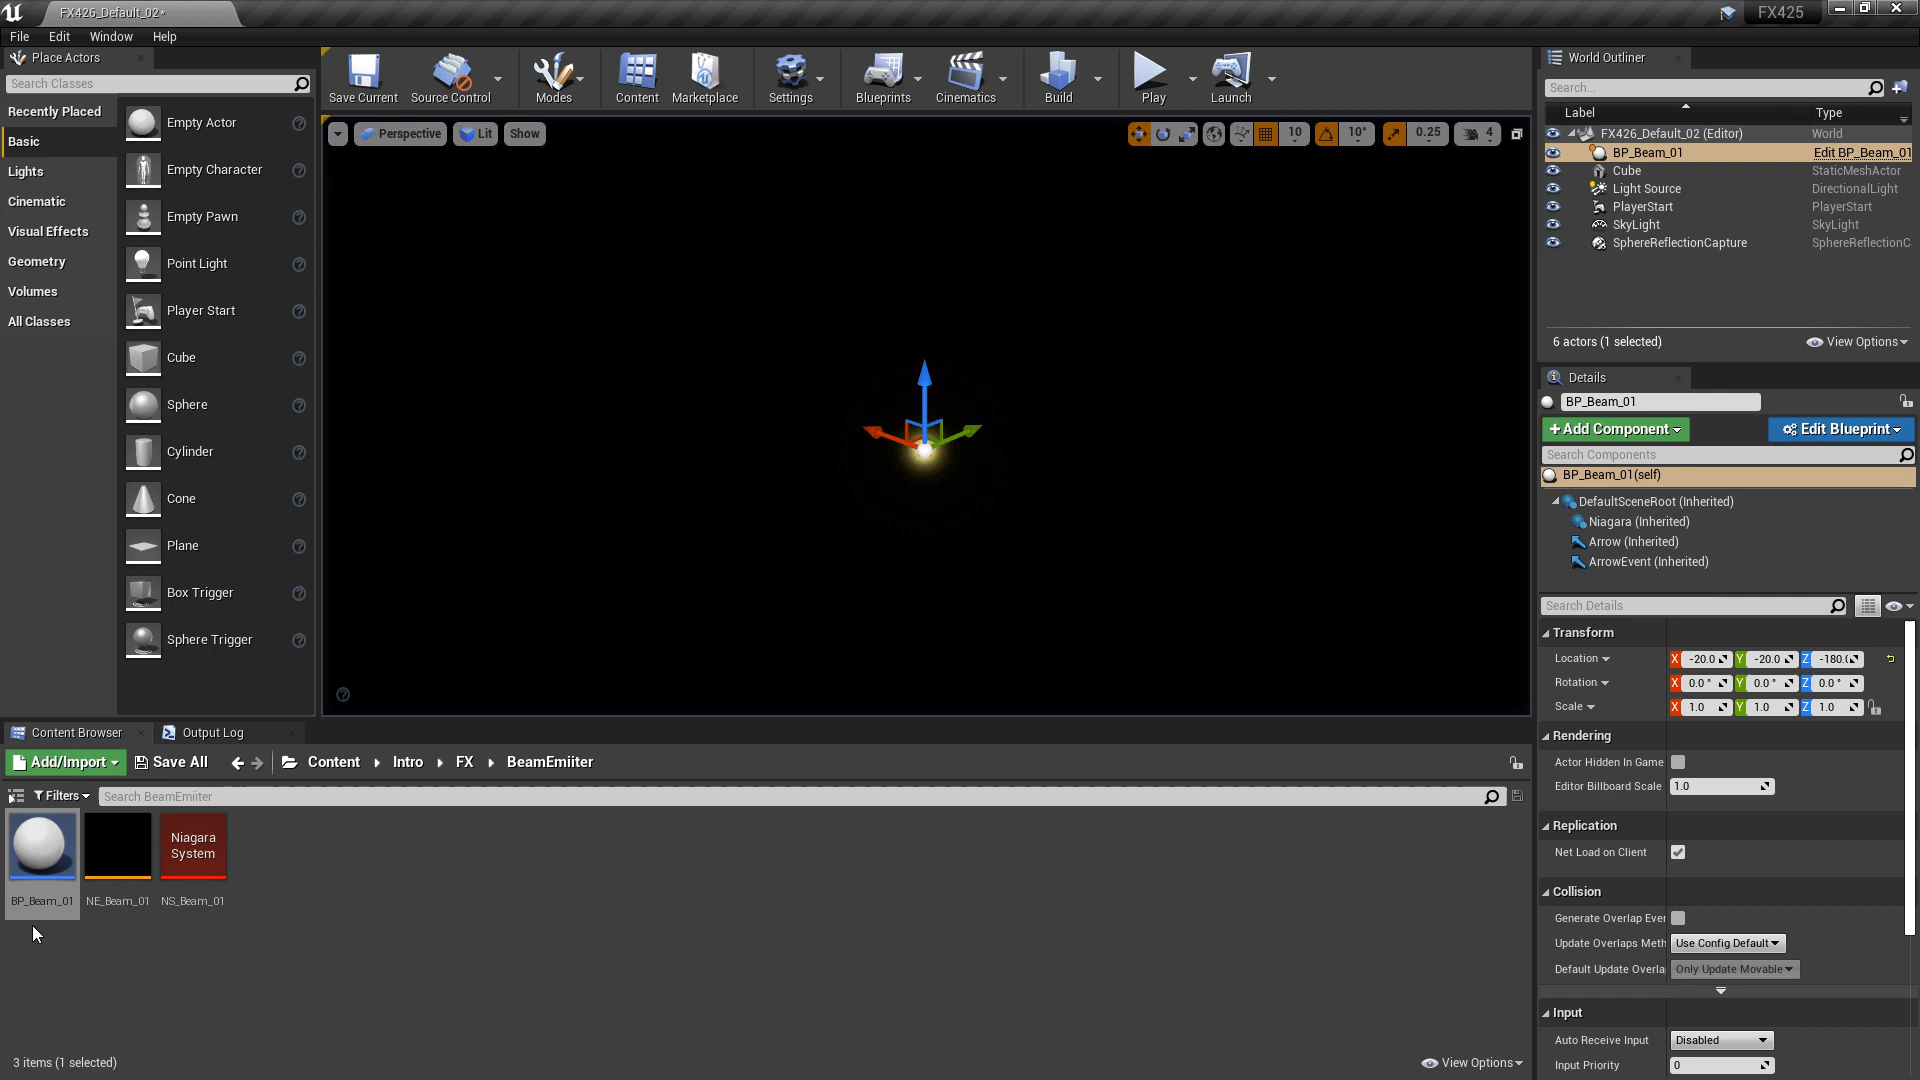 FX426_Default_02*
FX425
File Edit Window Help
Place Actors
Search Classes
Recently Placed
Basic
Lights
Cinematic
Visual Effects
Geometry
Volumes
All Classes
Empty Actor
Empty Character
Empty Pawn
Point Light
Player Start
Cube
Sphere
Cylinder
Cone
Plane
Box Trigger
Sphere Trigger
Save Current Source Control Modes Content Marketplace Settings Blueprints Cinematics Build Play Launch
Perspective Lit Show
10 10° 0.25 4
World Outliner
Search...
Label Type
FX426_Default_02 (Editor) World
BP_Beam_01 Edit BP_Beam_01
Cube StaticMeshActor
Light Source DirectionalLight
PlayerStart PlayerStart
SkyLight SkyLight
SphereReflectionCapture SphereReflectionC
6 actors (1 selected) View Options
Details
BP_Beam_01
+Add Component Edit Blueprint
Search Components
BP_Beam_01(self)
DefaultSceneRoot (Inherited)
Niagara (Inherited)
Arrow (Inherited)
ArrowEvent (Inherited)
Search Details
Transform
Location X -20.0 Y -20.0 Z -180.(
Rotation X 0.0 ° Y 0.0 ° Z 0.0 °
Scale X 1.0 Y 1.0 Z 1.0
Rendering
Actor Hidden In Game
Editor Billboard Scale 1.0
Replication
Net Load on Client
Collision
Generate Overlap Ever
Update Overlaps Meth Use Config Default
Default Update Overla Only Update Movable
Input
Auto Receive Input Disabled
Input Priority 0
Content Browser Output Log
Add/Import Save All Content Intro FX BeamEmiiter
Filters Search BeamEmiiter
Niagara
System
BP_Beam_01 NE_Beam_01 NS_Beam_01
3 items (1 selected) View Options